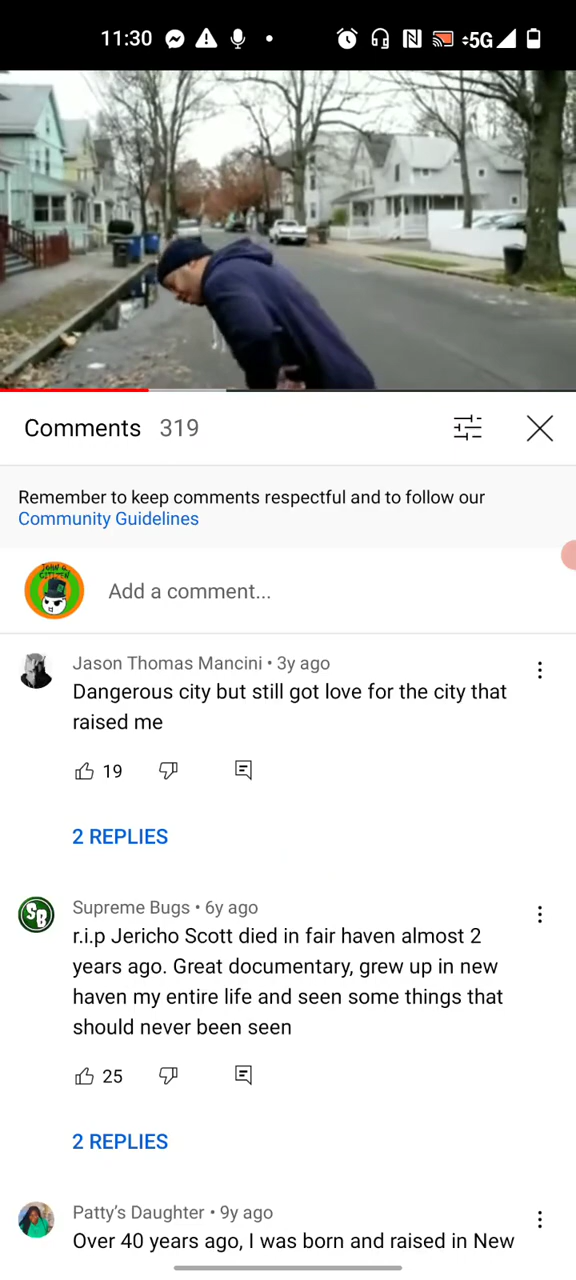 11:30
5G
Comments 319
Remember to keep comments respectful and to follow our
Community Guidelines
JOHN Q.
CITIZEN
Add a comment...
Jason Thomas Mancini • 3y ago
Dangerous city but still got love for the city that
raised me
19
2 REPLIES
SB
Supreme Bugs • 6y ago
r.i.p Jericho Scott died in fair haven almost 2
years ago. Great documentary, grew up in new
haven my entire life and seen some things that
should never been seen
25
2 REPLIES
Patty's Daughter • 9y ago
Over 40 years ago, I was born and raised in New